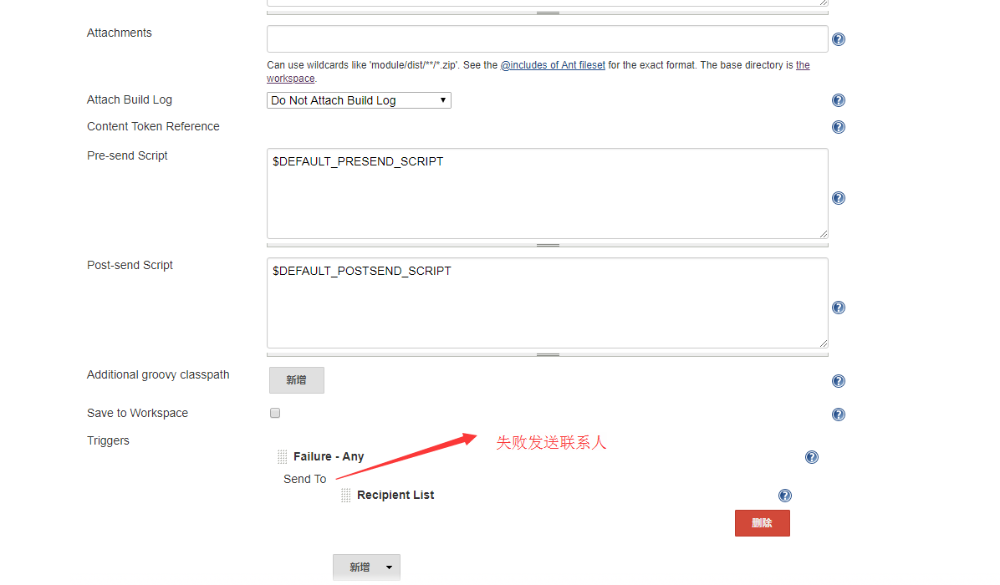 Attachments
Can use wildcards like 'module/dist/**/*.zip'. See the @includes of Ant fileset for the exact format. The base directory is the
workspace.
Attach Build Log
Do Not Attach Build Log
Content Token Reference
Pre-send Script
$DEFAULT_PRESEND_SCRIPT
Post-send Script
$DEFAULT_POSTSEND_SCRIPT
Additional groovy classpath
新增
Save to Workspace
Triggers
失败发送联系人
Failure - Any
Send To
Recipient List
删除
新增